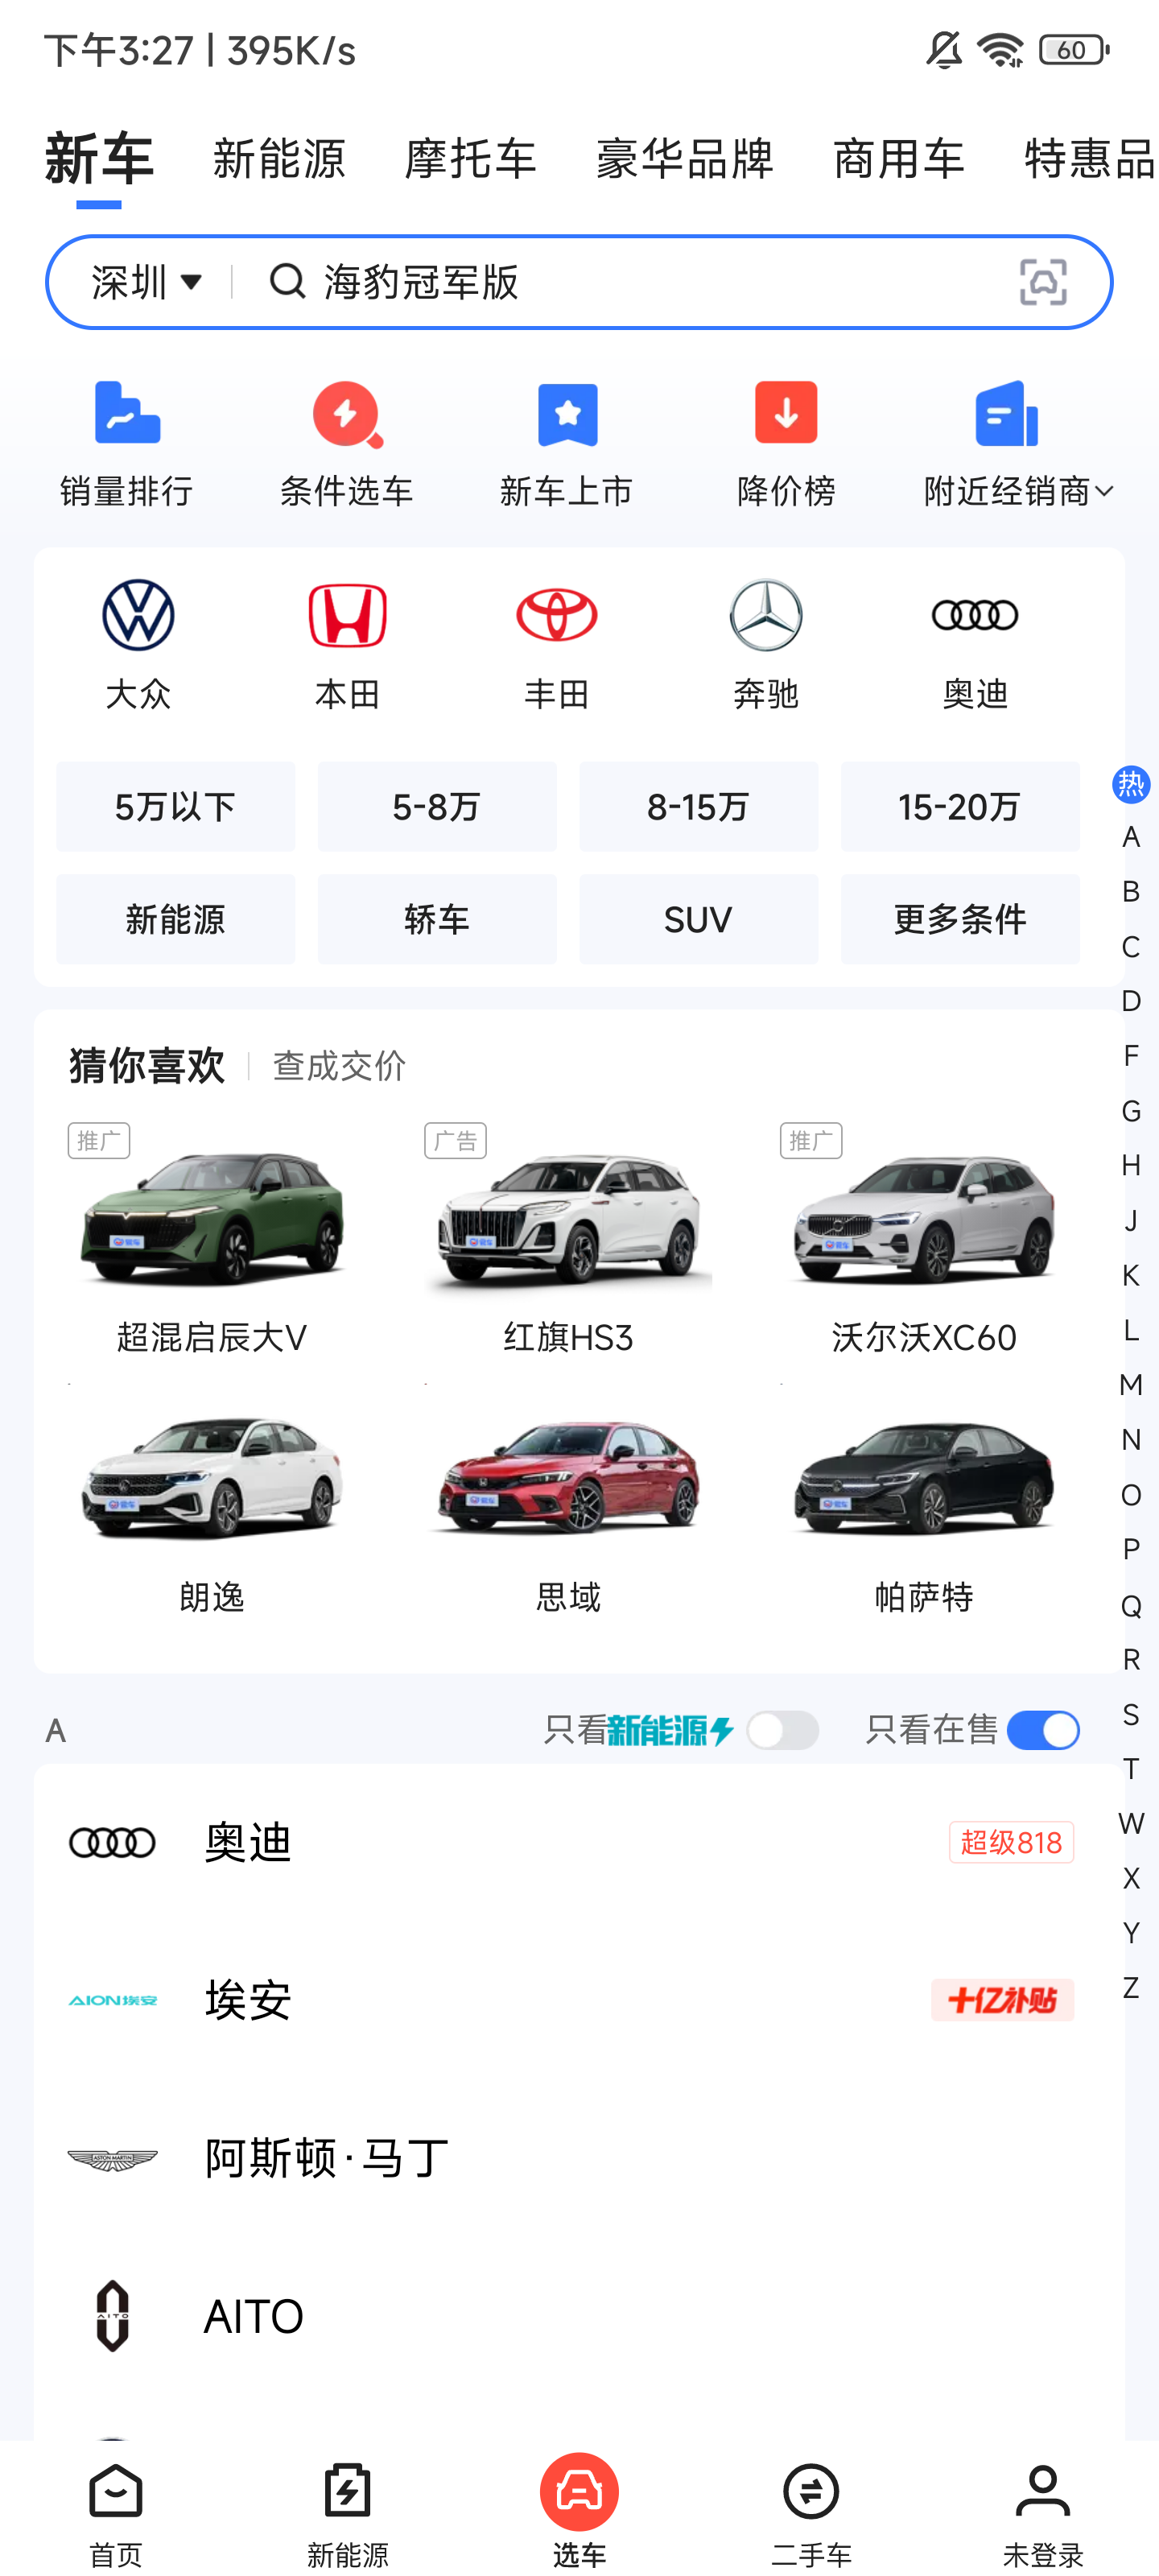 下午3:27 | 395K/s
60
新车 新能源 摩托车 豪华品牌 商用车 特惠品
深圳 海豹冠军版
销量排行 条件选车 新车上市 降价榜 附近经销商
大众 本田 丰田 奔驰 奥迪
5万以下 5-8万 8-15万 15-20万
新能源 轿车 SUV 更多条件
猜你喜欢 查成交价
推广 广告 推广
超混启辰大V 红旗HS3 沃尔沃XC60
朗逸 思域 帕萨特
A 只看新能源 只看在售
奥迪 超级818
AION埃安 埃安 十亿补贴
ASTON MARTIN 阿斯顿·马丁
AITO AITO
首页 新能源 选车 二手车 未登录
热
A
B
C
D
F
G
H
J
K
L
M
N
O
P
Q
R
S
T
W
X
Y
Z